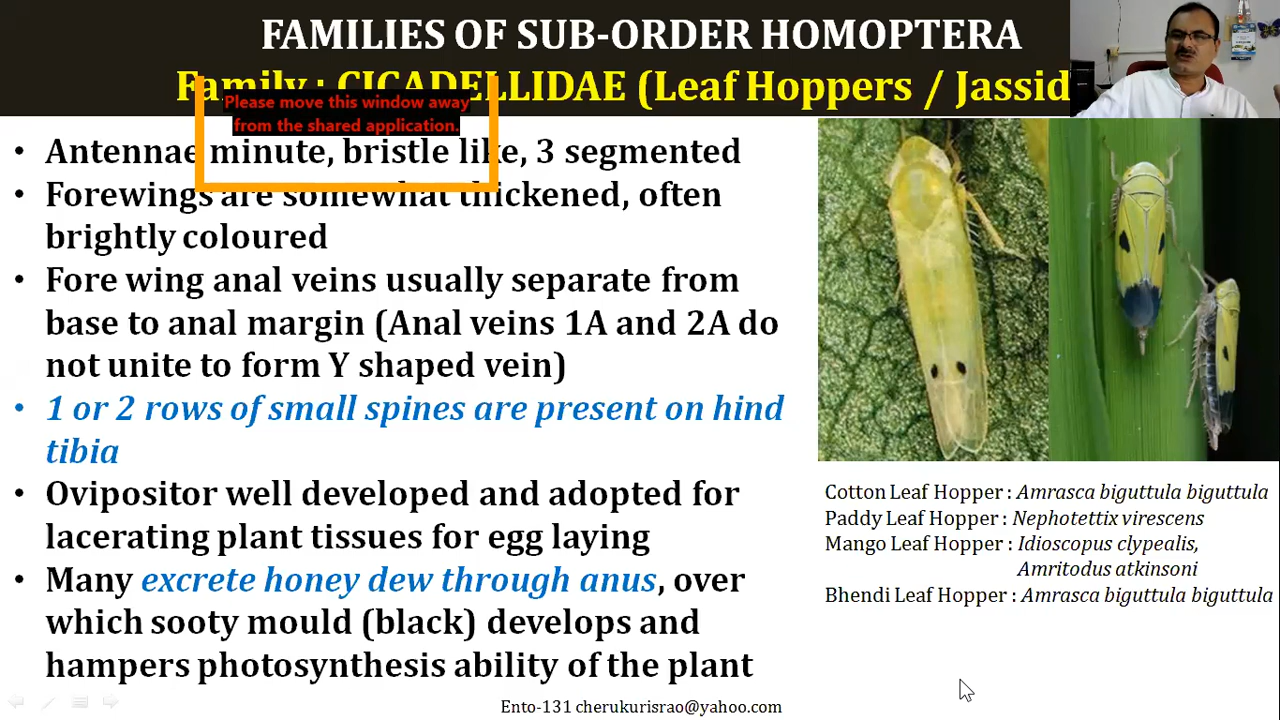 FAMILIES OF SUB-ORDER HOMOPTERA
Family : CICADELLIDAE (Leaf Hoppers / Jassid
Please move this window away
from the shared application.
• Antennae minute, bristle like, 3 segmented
• Forewings are somewhat thickened, often
brightly coloured
• Fore wing anal veins usually separate from
base to anal margin (Anal veins 1A and 2A do
not unite to form Y shaped vein)
• 1 or 2 rows of small spines are present on hind
tibia
• Ovipositor well developed and adopted for
lacerating plant tissues for egg laying
• Many excrete honey dew through anus, over
which sooty mould (black) develops and
hampers photosynthesis ability of the plant
Cotton Leaf Hopper : Amrasca biguttula biguttula
Paddy Leaf Hopper : Nephotettix virescens
Mango Leaf Hopper : Idioscopus clypealis,
Amritodus atkinsoni
Bhendi Leaf Hopper : Amrasca biguttula biguttula
Ento-131 cherukurisrao@yahoo.com